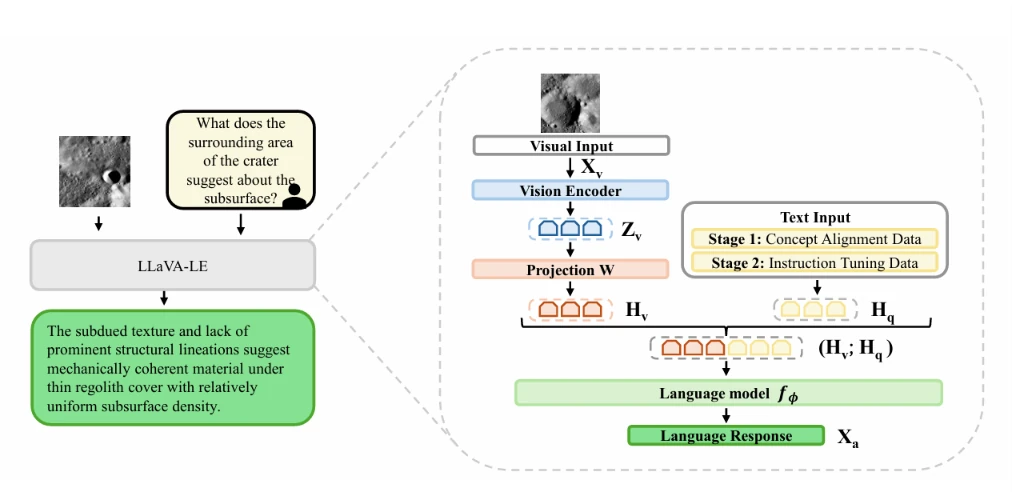 What does the
surrounding area
of the crater
suggest about the
subsurface?
LLaVA-LE
The subdued texture and lack of
prominent structural lineations suggest
mechanically coherent material under
thin regolith cover with relatively
uniform subsurface density.
Visual Input
Xv
Vision Encoder
Zv
Projection W
Hv
Text Input
Stage 1: Concept Alignment Data
Stage 2: Instruction Tuning Data
Hq
(Hv; Hq )
Language model fϕ
Language Response
Xa